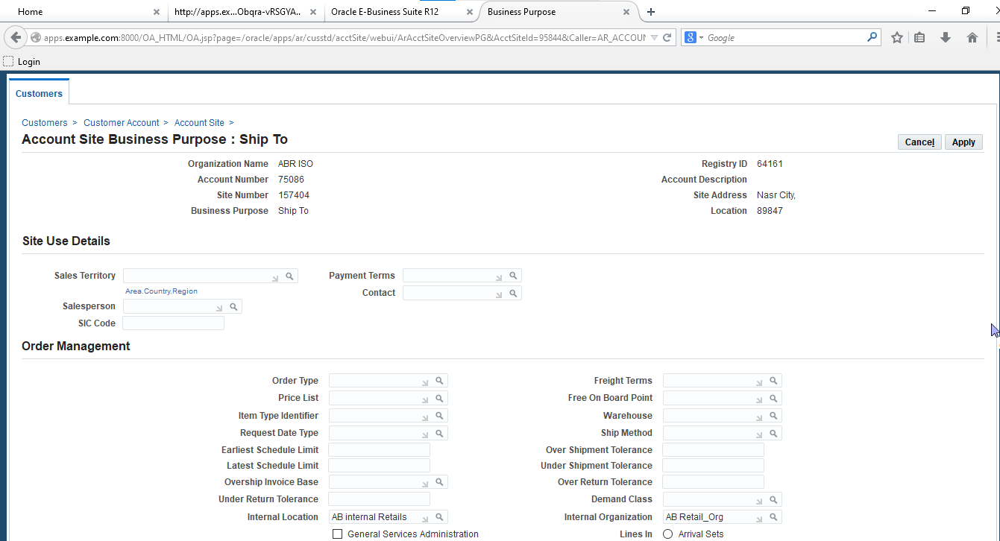 Home
http://apps.ex...Obqra-vRSGYA..
Oracle E-Business Suite R12
Business Purpose
apps.example.com:8000/OA_HTML/OA.jsp?page=/oracle/apps/ar/cusstd/acctSite/webui/ArAcctSiteOverviewPG&AcctSiteId=95844&Caller=AR_ACCOUN
8 Google
Login
Customers
Customers > Customer Account > Account Site >
Account Site Business Purpose : Ship To
Cancel Apply
Organization Name ABR ISO Registry ID 64161
Account Number 75086 Account Description
Site Number 157404 Site Address Nasr City,
Business Purpose Ship To Location 89847
Site Use Details
Sales Territory Payment Terms
Area.Country.Region Contact
Salesperson
SIC Code
Order Management
Order Type Freight Terms
Price List Free On Board Point
Item Type Identifier Warehouse
Request Date Type Ship Method
Earliest Schedule Limit Over Shipment Tolerance
Latest Schedule Limit Under Shipment Tolerance
Overship Invoice Base Over Return Tolerance
Under Return Tolerance Demand Class
Internal Location AB internal Retails Internal Organization AB Retail_Org
General Services Administration Lines In Arrival Sets